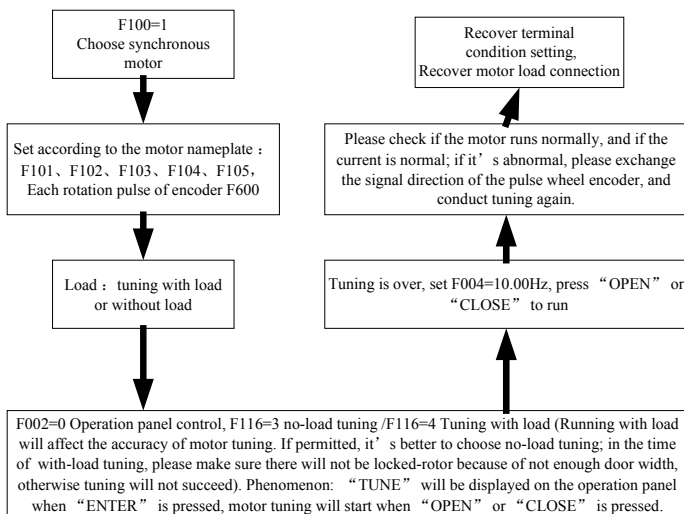 F100=1
Choose synchronous
motor
Set according to the motor nameplate：
F101、F102、F103、F104、F105，
Each rotation pulse of encoder F600
Load：tuning with load
or without load
F002=0 Operation panel control, F116=3 no-load tuning /F116=4 Tuning with load (Running with load
will affect the accuracy of motor tuning. If permitted, it’s better to choose no-load tuning; in the time
of with-load tuning, please make sure there will not be locked-rotor because of not enough door width,
otherwise tuning will not succeed). Phenomenon: “TUNE” will be displayed on the operation panel
when “ENTER” is pressed, motor tuning will start when “OPEN” or “CLOSE” is pressed.
Tuning is over, set F004=10.00Hz, press “OPEN” or
“CLOSE” to run
Please check if the motor runs normally, and if the
current is normal; if it’s abnormal, please exchange
the signal direction of the pulse wheel encoder, and
conduct tuning again.
Recover terminal
condition setting,
Recover motor load connection